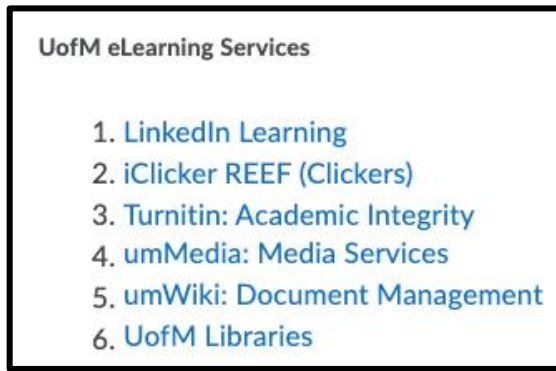 UofM eLearning Services
1. LinkedIn Learning
2. iClicker REEF (Clickers)
3. Turnitin: Academic Integrity
4. umMedia: Media Services
5. umWiki: Document Management
6. UofM Libraries